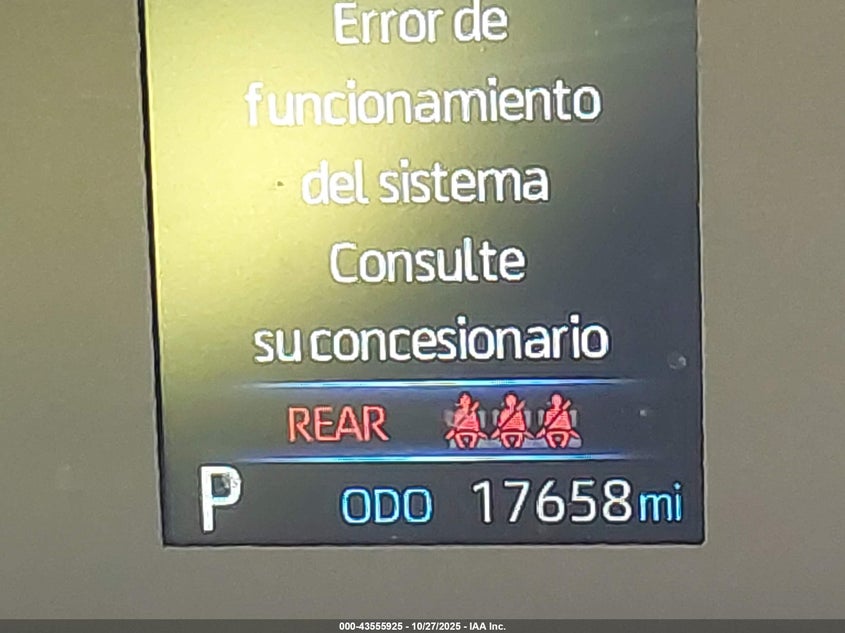 Error de
funcionamiento
del sistema
Consulte
su concesionario
REAR
P ODO 17658 mi
000-43555925 - 10/27/2025 - IAA Inc.